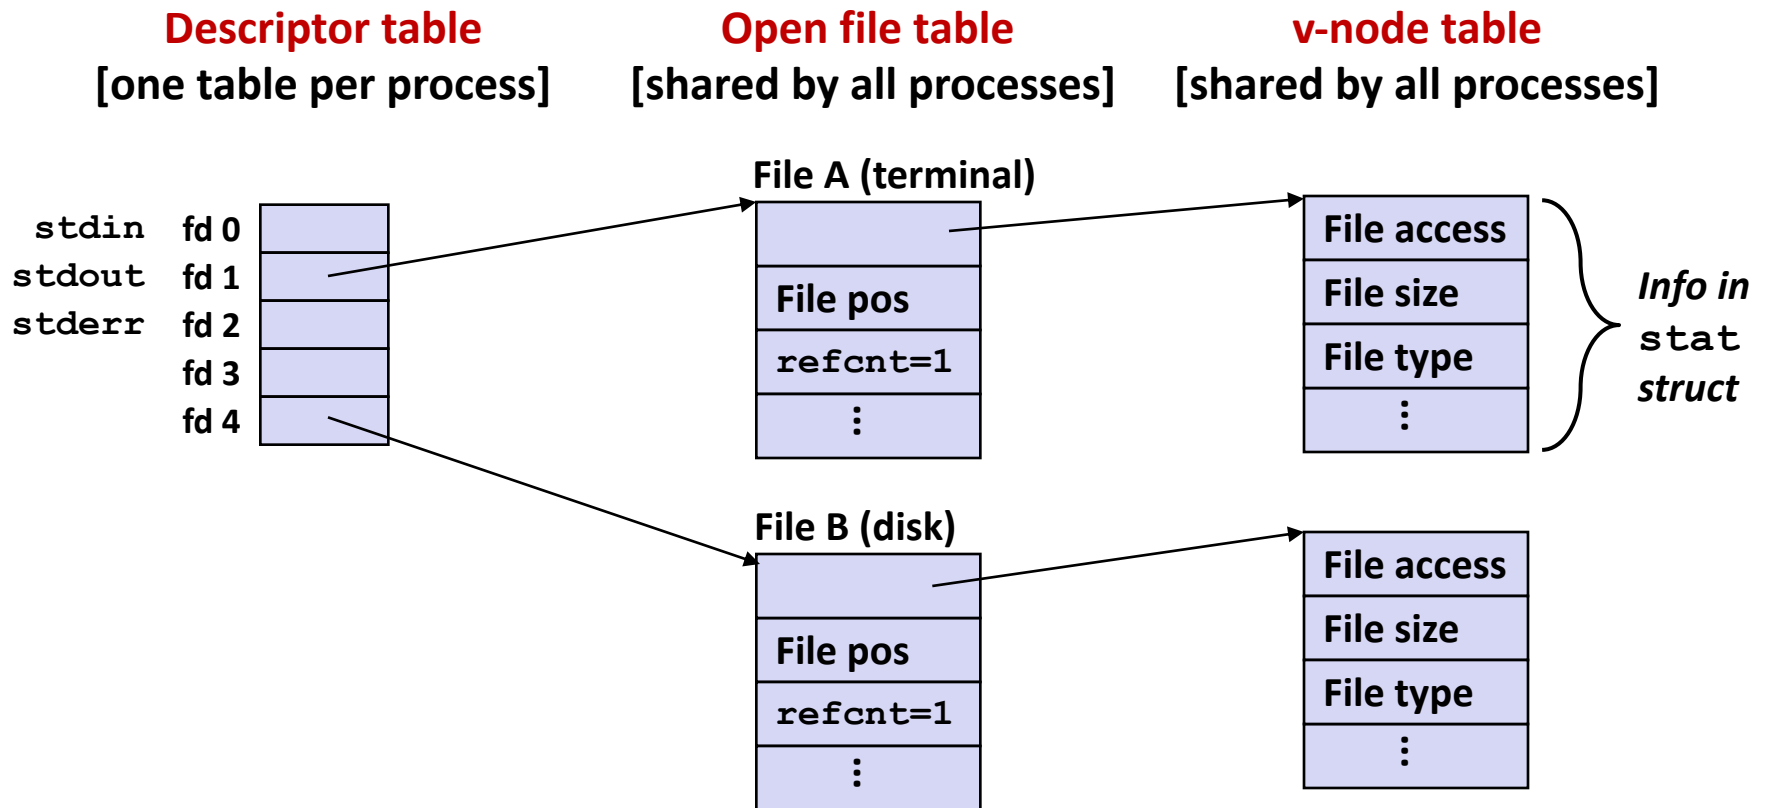 Descriptor table
[one table per process]
Open file table
[shared by all processes]
v-node table
[shared by all processes]
stdin fd 0
stdout fd 1
stderr fd 2
fd 3
fd 4
File A (terminal)
File pos
refcnt=1
⋮
File access
File size
File type
⋮
Info in
stat
struct
File B (disk)
File pos
refcnt=1
⋮
File access
File size
File type
⋮